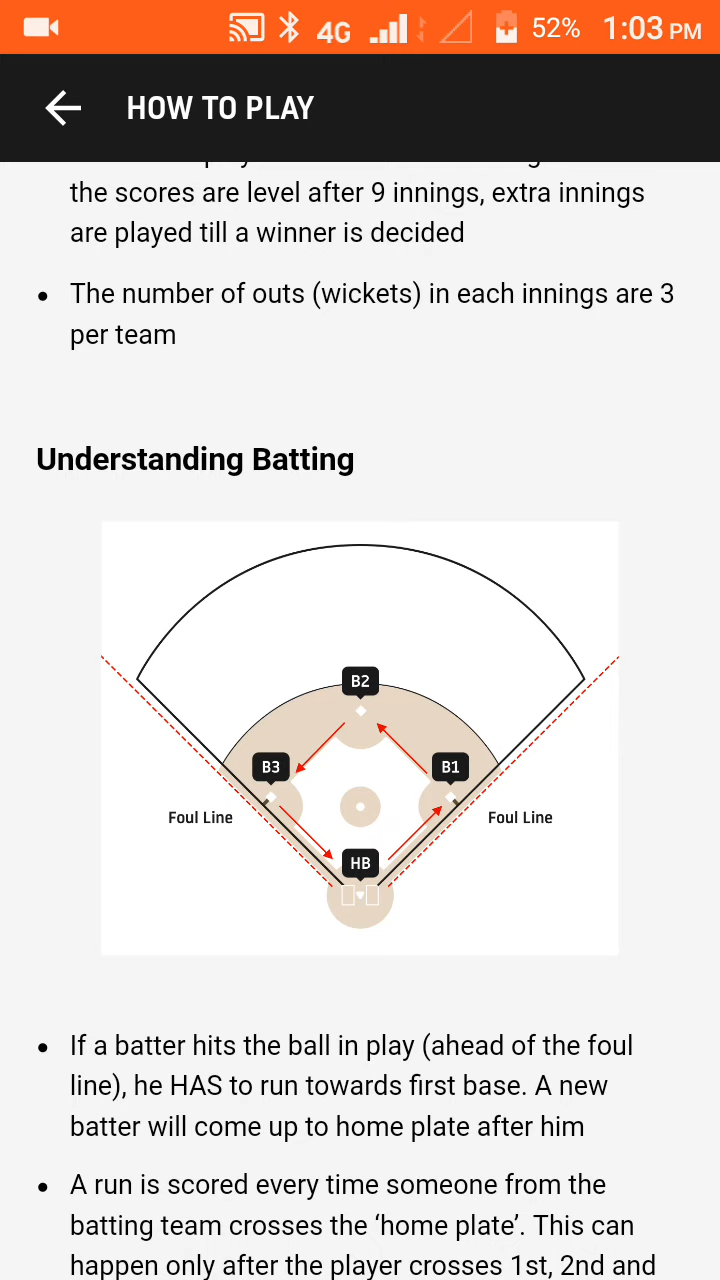 4G 52% 1:03 PM
HOW TO PLAY
the scores are level after 9 innings, extra innings
are played till a winner is decided
• The number of outs (wickets) in each innings are 3
per team
Understanding Batting
B2
B3 B1
Foul Line Foul Line
HB
• If a batter hits the ball in play (ahead of the foul
line), he HAS to run towards first base. A new
batter will come up to home plate after him
• A run is scored every time someone from the
batting team crosses the ‘home plate’. This can
happen only after the player crosses 1st, 2nd and